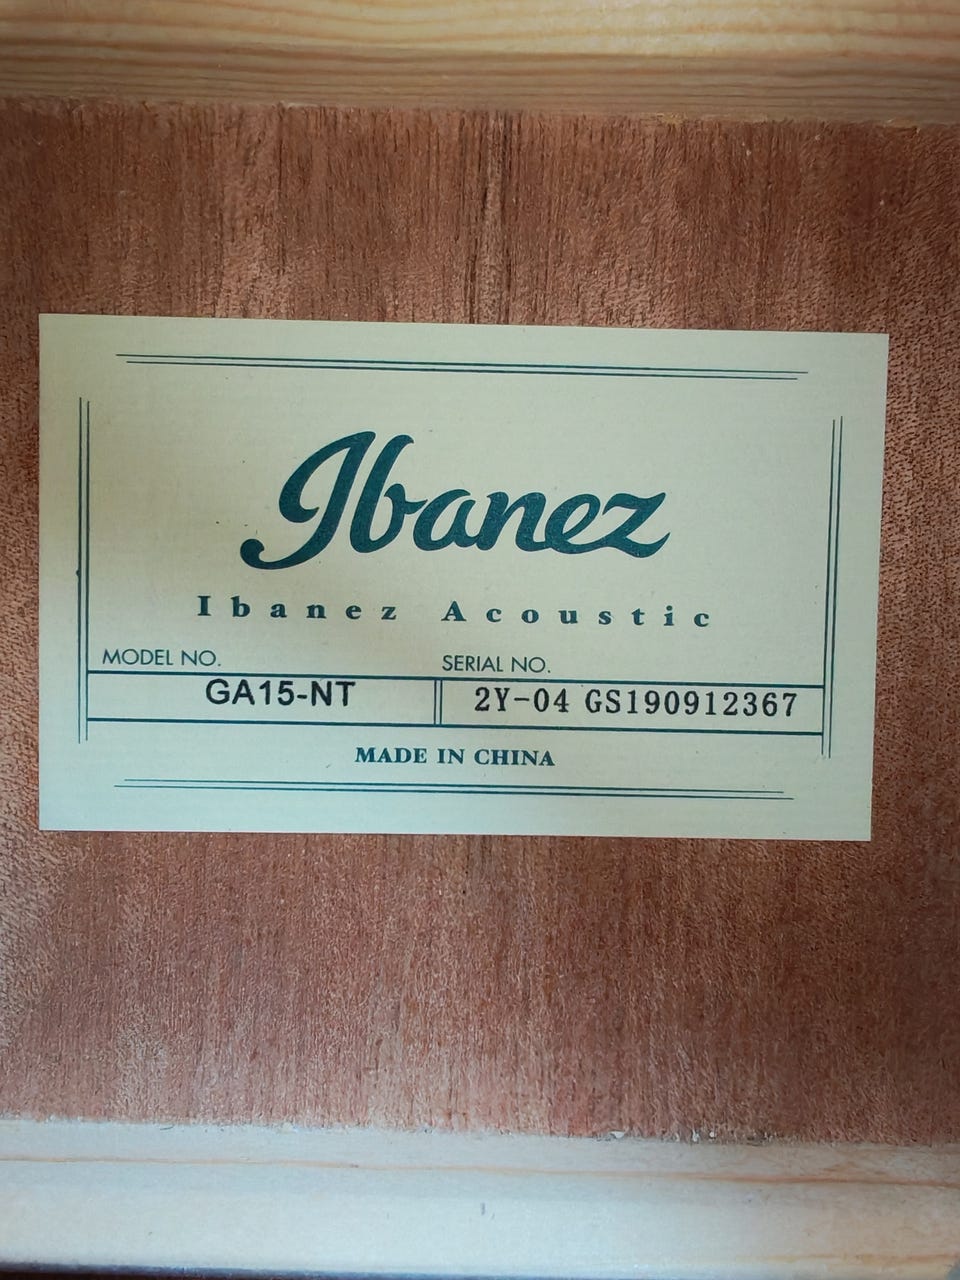 Ibanez
Ibanez Acoustic
MODEL NO. SERIAL NO.
GA15-NT 2Y-04 GS190912367
MADE IN CHINA